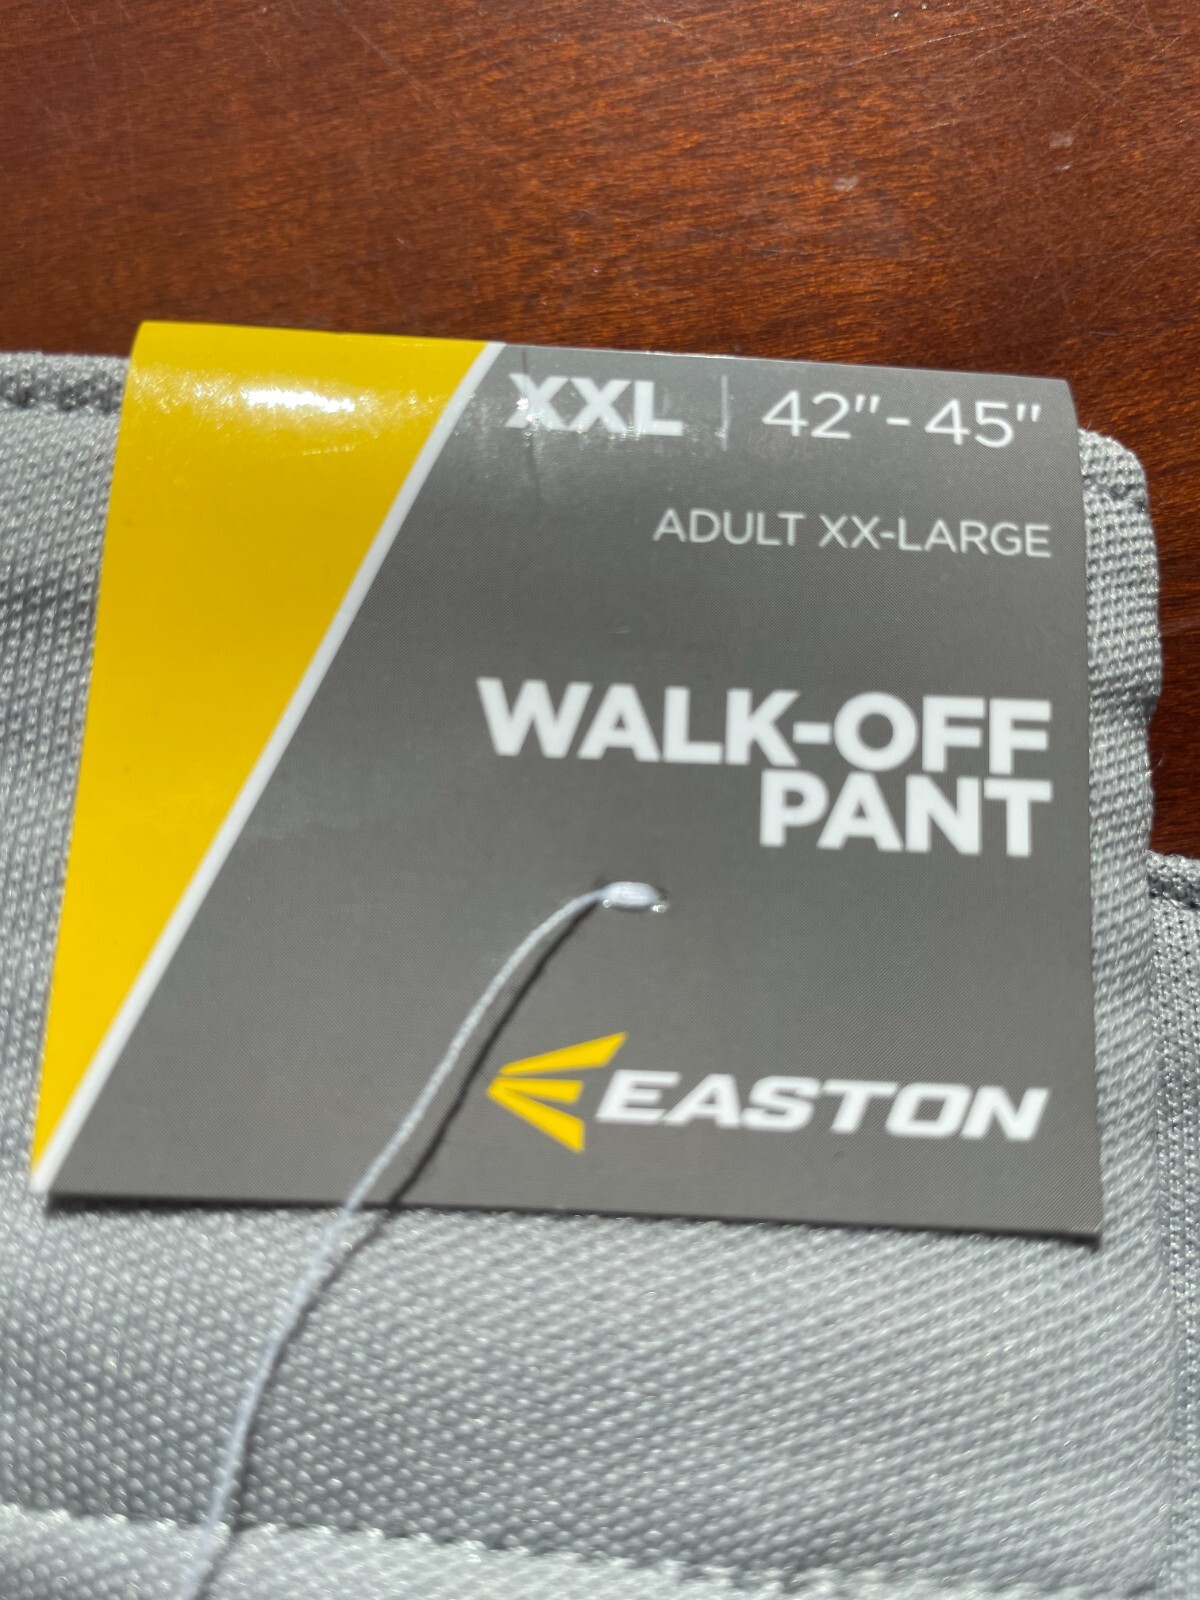 XXL | 42"-45"
ADULT XX-LARGE
WALK-OFF
PANT
EASTON